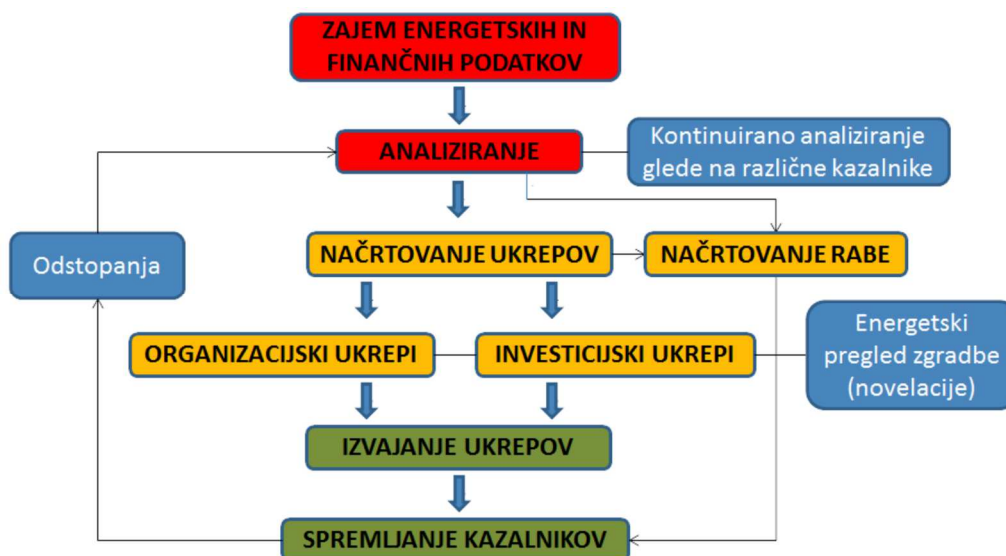 ZAJEM ENERGETSKIH IN
FINANČNIH PODATKOV
ANALIZIRANJE
Kontinuirano analiziranje
glede na različne kazalnike
Odstopanja
NAČRTOVANJE UKREPOV
NAČRTOVANJE RABE
ORGANIZACIJSKI UKREPI
INVESTICIJSKI UKREPI
Energetski
pregled zgradbe
(novelacije)
IZVAJANJE UKREPOV
SPREMLJANJE KAZALNIKOV